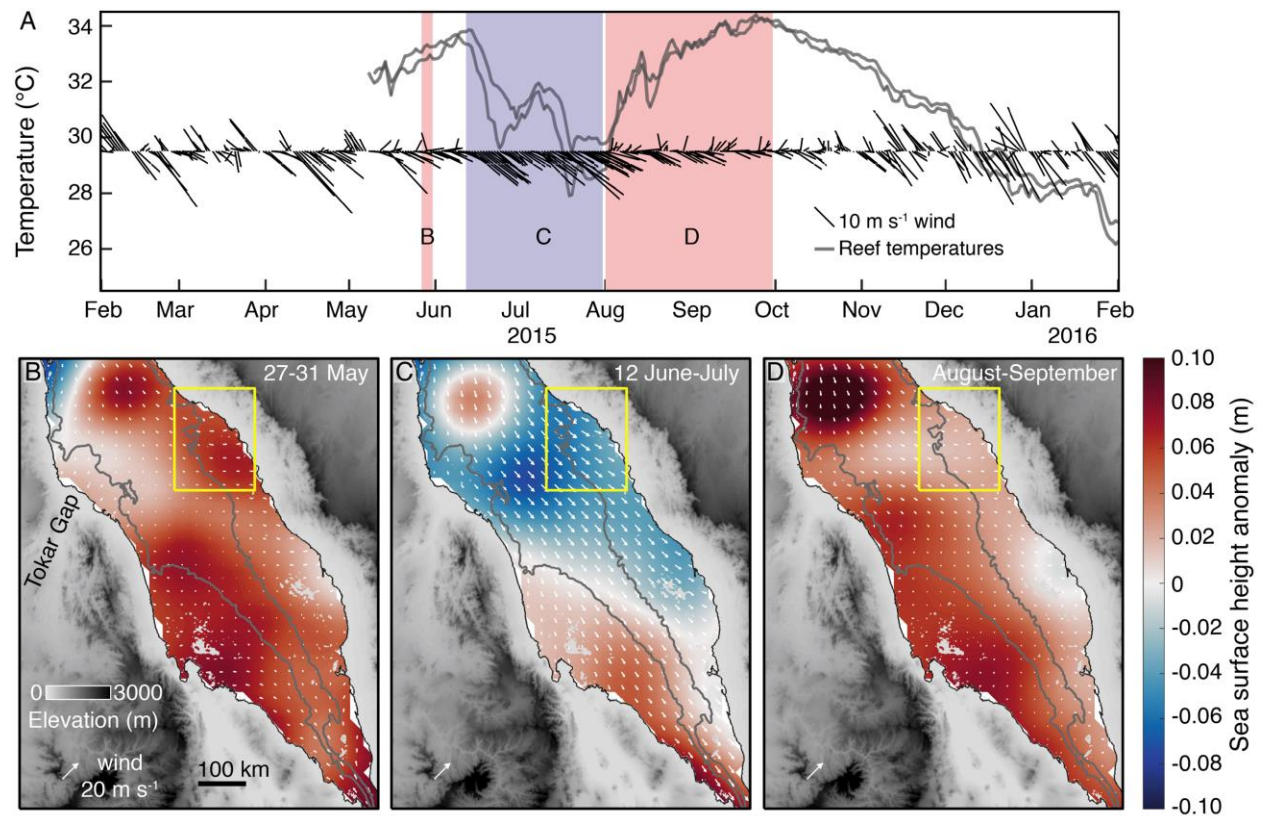 A
Temperature (°C)
34
32
30
28
26
B
C
D
10 m s⁻¹ wind
Reef temperatures
Feb Mar Apr May Jun Jul Aug Sep Oct Nov Dec Jan Feb
2015 2016
B 27-31 May
Tokar Gap
0 3000
Elevation (m)
wind
20 m s⁻¹
100 km
C 12 June-July
D August-September
0.10
0.08
0.06
0.04
0.02
0
-0.02
-0.04
-0.06
-0.08
-0.10
Sea surface height anomaly (m)